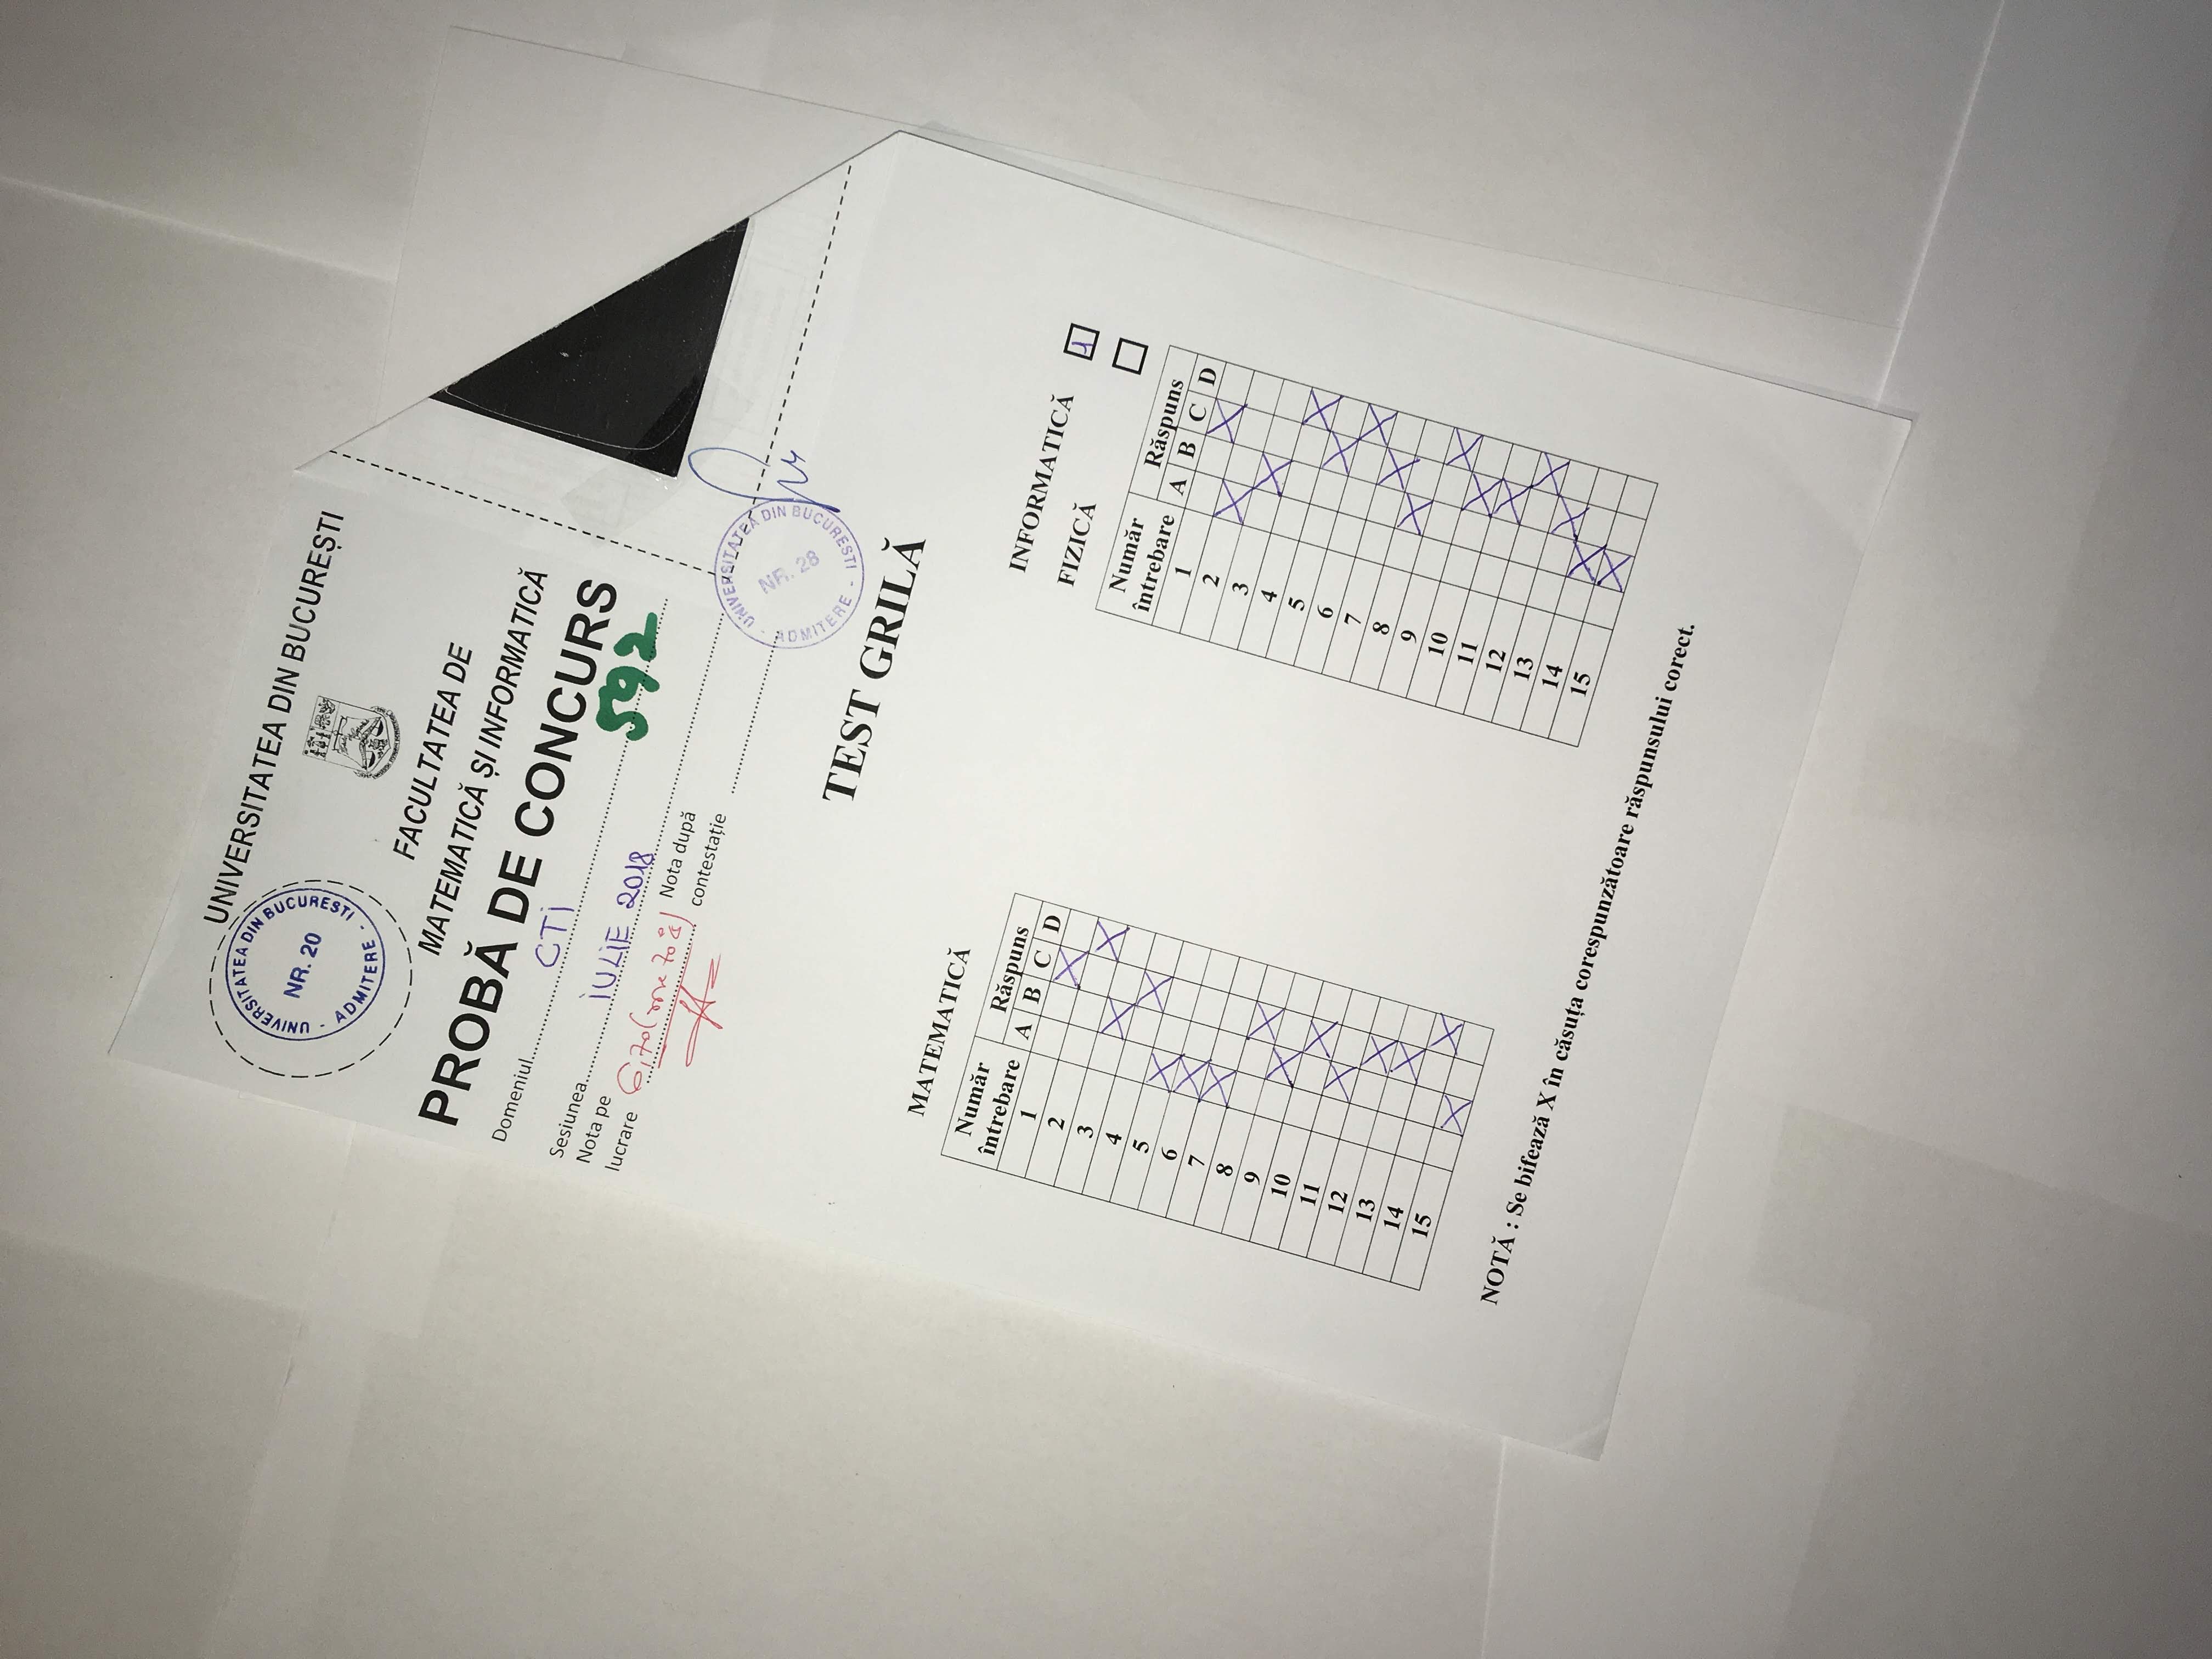 UNIVERSITATEA DIN BUCUREȘTI
UNIVERSITATEA DIN BUCURESTI - ADMITERE -
NR. 20
FACULTATEA DE
MATEMATICĂ ȘI INFORMATICĂ
PROBĂ DE CONCURS
Domeniul CTI
592
Sesiunea IULIE 2018
Nota pe
lucrare 6,70
Nota după
contestație
UNIVERSITATEA DIN BUCURESTI - ADMITERE -
NR. 28
TEST GRILĂ
MATEMATICĂ
Număr
întrebare
Răspuns
A B C D
1 X
2 X
3 X
4 X
5 X
6 X
7 X
8 X
9 X
10 X
11 X
12 X
13 X
14 X
15 X
INFORMATICĂ
FIZICĂ
Număr
întrebare
Răspuns
A B C D
1 X
2 X
3 X
4 X
5 X
6 X
7 X
8 X
9 X
10 X
11 X
12 X
13 X
14 X
15 X
NOTĂ : Se bifează X în căsuța corespunzătoare răspunsului corect.